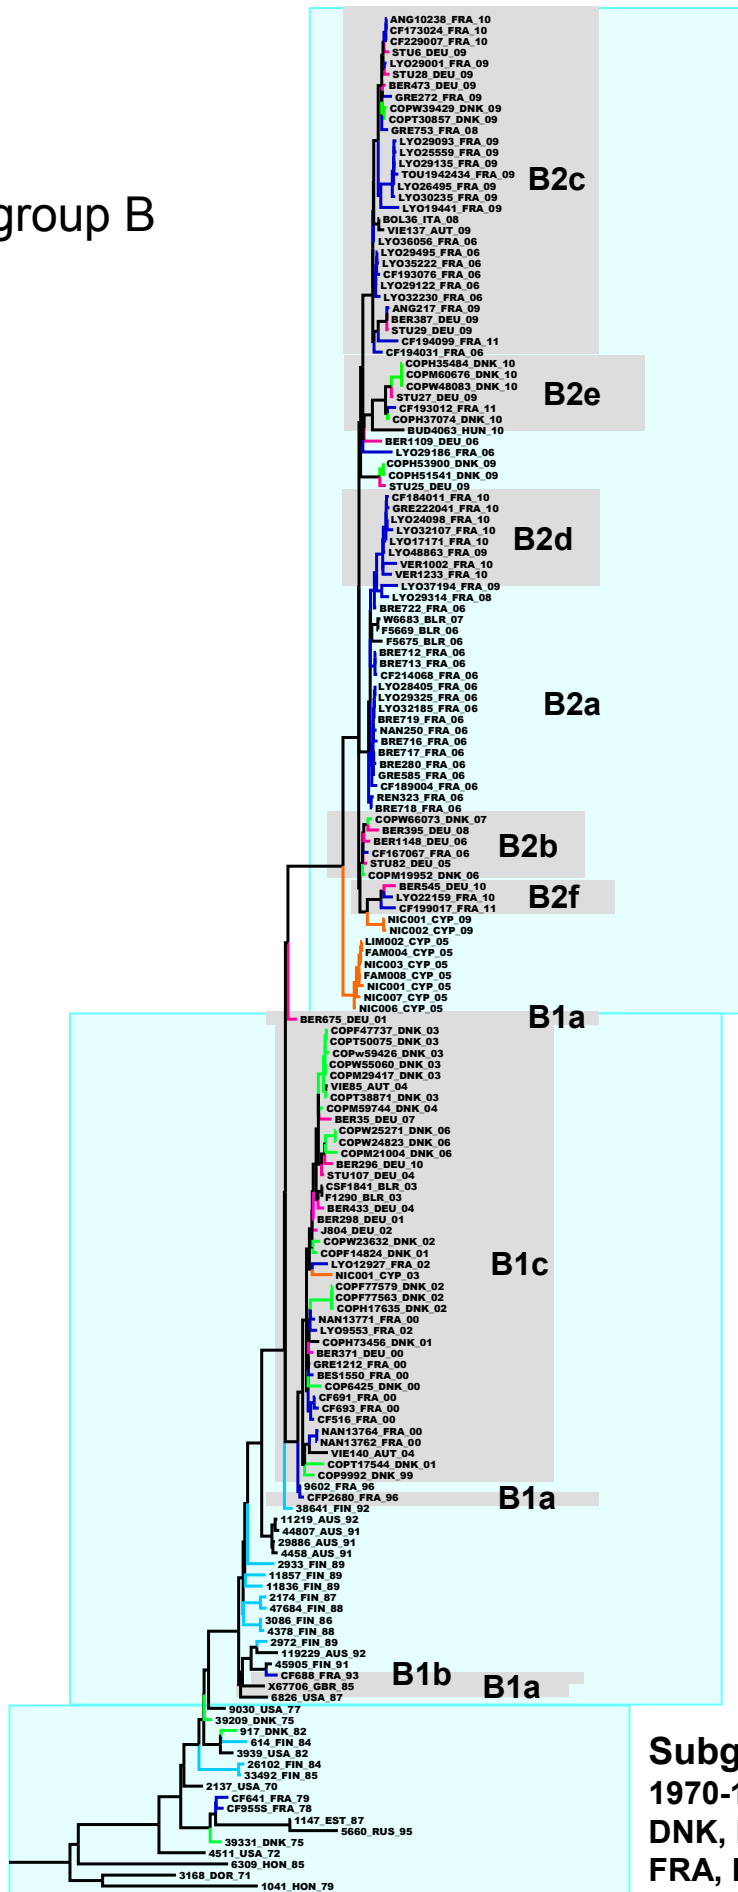 ANG10238_FRA_10
CF173024_FRA_10
CF229007_FRA_10
STU6_DEU_09
LYO29001_FRA_09
STU28_DEU_09
BER473_DEU_09
GRE272_FRA_09
COPW39429_DNK_09
COPT30857_DNK_09
GRE753_FRA_08
LYO29093_FRA_09
LYO25559_FRA_09
LYO29135_FRA_09
TOU1942434_FRA_09
B2c
LYO26495_FRA_09
LYO30235_FRA_09
LYO19441_FRA_09
group B
BOL36_ITA_08
VIE137_AUT_09
LYO36056_FRA_06
LYO29495_FRA_06
LYO35222_FRA_06
CF193076_FRA_06
LYO29122_FRA_06
LYO32230_FRA_06
ANG217_FRA_09
BER387_DEU_09
STU29_DEU_09
CF194099_FRA_11
CF194031_FRA_06
COPH35484_DNK_10
COPM60676_DNK_10
COPW48083_DNK_10
B2e
STU27_DEU_09
CF193012_FRA_11
COPH37074_DNK_10
BUD4063_HUN_10
BER1109_DEU_06
LYO29186_FRA_06
COPH53900_DNK_09
COPH51541_DNK_09
STU25_DEU_09
CF184011_FRA_10
GRE222041_FRA_10
LYO24098_FRA_10
LYO32107_FRA_10
LYO17171_FRA_10
B2d
LYO48863_FRA_09
VER1002_FRA_10
VER1233_FRA_10
LYO37194_FRA_09
LYO29314_FRA_08
BRE722_FRA_06
W6683_BLR_07
F5669_BLR_06
F5675_BLR_06
BRE712_FRA_06
BRE713_FRA_06
CF214068_FRA_06
LYO28405_FRA_06
LYO29325_FRA_06
B2a
LYO32185_FRA_06
BRE719_FRA_06
NAN250_FRA_06
BRE716_FRA_06
BRE717_FRA_06
BRE280_FRA_06
GRE585_FRA_06
CF189004_FRA_06
REN323_FRA_06
BRE718_FRA_06
COPW66073_DNK_07
BER395_DEU_08
BER1148_DEU_06
B2b
CF167067_FRA_06
STU82_DEU_05
COPM19952_DNK_06
BER545_DEU_10
LYO22159_FRA_10
B2f
CF199017_FRA_11
NIC001_CYP_09
NIC002_CYP_09
LIM002_CYP_05
FAM004_CYP_05
NIC003_CYP_05
FAM008_CYP_05
NIC001_CYP_05
NIC007_CYP_05
NIC006_CYP_05
B1a
BER675_DEU_01
COPF47737_DNK_03
COPT50075_DNK_03
COPw59426_DNK_03
COPW55060_DNK_03
COPM29417_DNK_03
VIE85_AUT_04
COPT38871_DNK_03
COPM59744_DNK_04
BER35_DEU_07
COPW25271_DNK_06
COPW24823_DNK_06
COPM21004_DNK_06
BER296_DEU_10
STU107_DEU_04
CSF1841_BLR_03
F1290_BLR_03
BER433_DEU_04
BER298_DEU_01
J804_DEU_02
COPW23632_DNK_02
COPF14824_DNK_01
B1c
LYO12927_FRA_02
NIC001_CYP_03
COPF77579_DNK_02
COPF77563_DNK_02
COPH17635_DNK_02
NAN13771_FRA_00
LYO9553_FRA_02
COPH73456_DNK_01
BER371_DEU_00
GRE1212_FRA_00
BES1550_FRA_00
COP6425_DNK_00
CF691_FRA_00
CF693_FRA_00
CF516_FRA_00
NAN13764_FRA_00
NAN13762_FRA_00
VIE140_AUT_04
COPT17544_DNK_01
COP9992_DNK_99
9602_FRA_96
CFP2680_FRA_96
B1a
38641_FIN_92
11219_AUS_92
44807_AUS_91
29886_AUS_91
4458_AUS_91
2933_FIN_89
11857_FIN_89
11836_FIN_89
2174_FIN_87
47684_FIN_88
3086_FIN_86
4378_FIN_88
2972_FIN_89
119229_AUS_92
45905_FIN_91
CF688_FRA_93
B1b
X67706_GBR_85
B1a
6826_USA_87
9030_USA_77
39209_DNK_75
917_DNK_82
614_FIN_84
3939_USA_82
26102_FIN_84
33492_FIN_85
2137_USA_70
CF641_FRA_79
CF955S_FRA_78
1147_EST_87
5660_RUS_95
39331_DNK_75
4511_USA_72
6309_HON_85
3168_DOR_71
1041_HON_79
Subg
1970-1
DNK,
FRA,